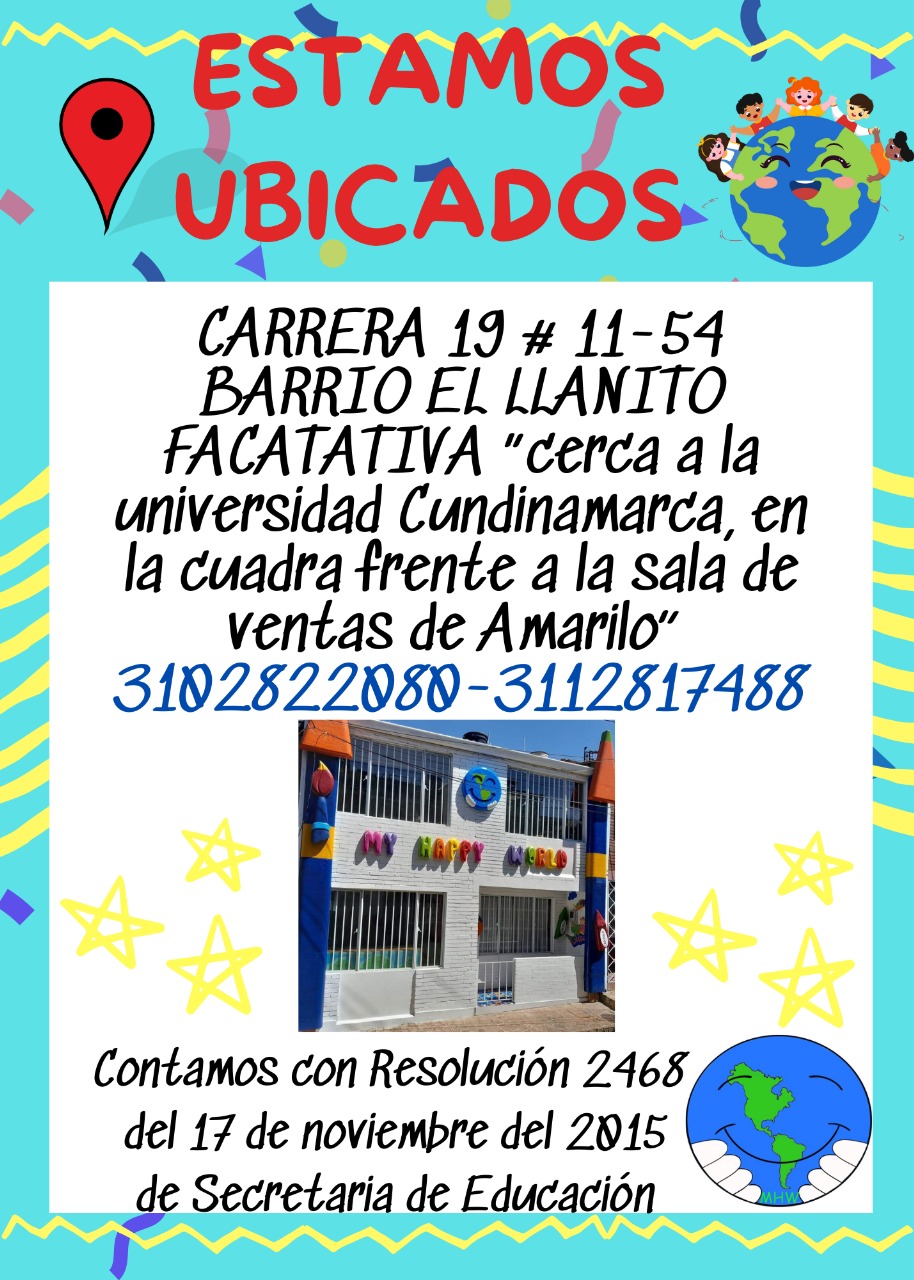 ESTAMOS
UBICADOS
CARRERA 19 # 11-54
BARRIO EL LLANITO
FACATATIVA "cerca a la
universidad Cundinamarca, en
la cuadra frente a la sala de
ventas de Amarilo"
3102822080-3112817488
MY HAPPY WORLD
Contamos con Resolución 2468
del 17 de noviembre del 2015
de Secretaria de Educación
MHW